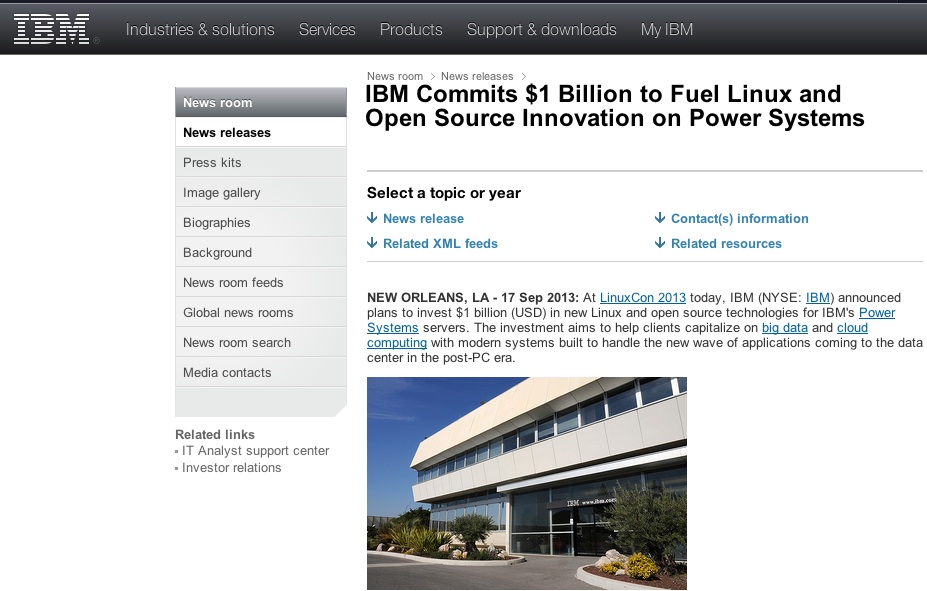 IBM®
Industries & solutions
Services
Products
Support & downloads
My IBM
News room
News releases
Press kits
Image gallery
Biographies
Background
News room feeds
Global news rooms
News room search
Media contacts
Related links
IT Analyst support center
Investor relations
News room > News releases >
IBM Commits $1 Billion to Fuel Linux and
Open Source Innovation on Power Systems
Select a topic or year
News release
Contact(s) information
Related XML feeds
Related resources
NEW ORLEANS, LA - 17 Sep 2013: At LinuxCon 2013 today, IBM (NYSE: IBM) announced
plans to invest $1 billion (USD) in new Linux and open source technologies for IBM's Power
Systems servers. The investment aims to help clients capitalize on big data and cloud
computing with modern systems built to handle the new wave of applications coming to the data
center in the post-PC era.
IBM www.ibm.com